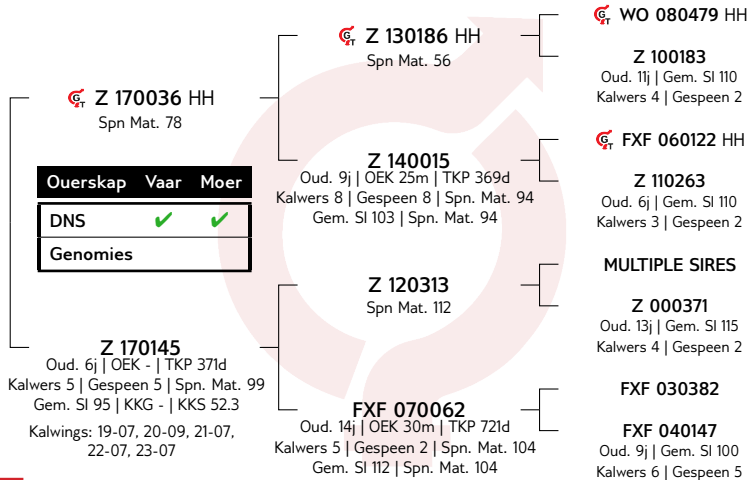 Z 170036 HH
Spn Mat. 78
Ouerskap Vaar Moer
DNS ✔ ✔
Genomies
Z 170145
Oud. 6j | OEK - | TKP 371d
Kalwers 5 | Gespeen 5 | Spn. Mat. 99
Gem. SI 95 | KKG - | KKS 52.3
Kalwings: 19-07, 20-09, 21-07,
22-07, 23-07
Z 130186 HH
Spn Mat. 56
Z 140015
Oud. 9j | OEK 25m | TKP 369d
Kalwers 8 | Gespeen 8 | Spn. Mat. 94
Gem. SI 103 | Spn. Mat. 94
Z 120313
Spn Mat. 112
FXF 070062
Oud. 14j | OEK 30m | TKP 721d
Kalwers 5 | Gespeen 2 | Spn. Mat. 104
Gem. SI 112 | Spn. Mat. 104
WO 080479 HH
Z 100183
Oud. 11j | Gem. SI 110
Kalwers 4 | Gespeen 2
FXF 060122 HH
Z 110263
Oud. 6j | Gem. SI 110
Kalwers 3 | Gespeen 2
MULTIPLE SIRES
Z 000371
Oud. 13j | Gem. SI 115
Kalwers 4 | Gespeen 2
FXF 030382
FXF 040147
Oud. 9j | Gem. SI 100
Kalwers 6 | Gespeen 5